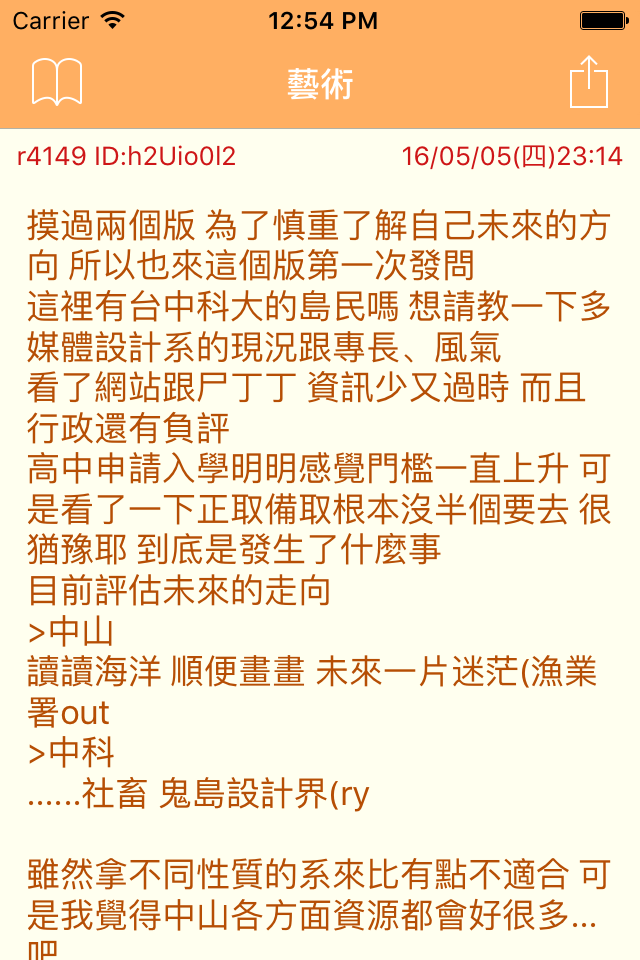 Carrier 12:54 PM
藝術
r4149 ID:h2Uio0l2 16/05/05(四)23:14
摸過兩個版 為了慎重了解自己未來的方
向 所以也來這個版第一次發問
這裡有台中科大的島民嗎 想請教一下多
媒體設計系的現況跟專長、風氣
看了網站跟尸丁丁 資訊少又過時 而且
行政還有負評
高中申請入學明明感覺門檻一直上升 可
是看了一下正取備取根本沒半個要去 很
猶豫耶 到底是發生了什麼事
目前評估未來的走向
>中山
讀讀海洋 順便畫畫 未來一片迷茫(漁業
署out
>中科
......社畜 鬼島設計界(ry
雖然拿不同性質的系來比有點不適合 可
是我覺得中山各方面資源都會好很多...
吧